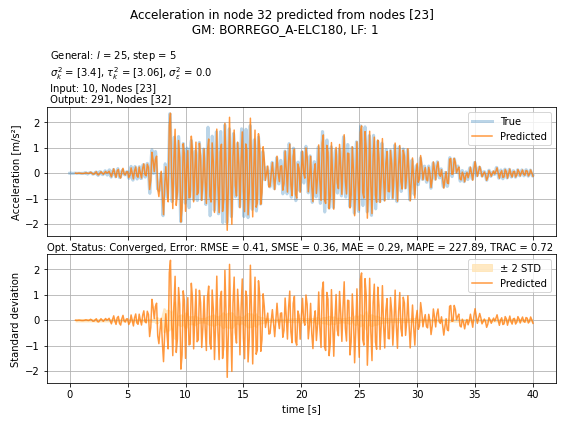 Acceleration in node 32 predicted from nodes [23]
GM: BORREGO_A-ELC180, LF: 1
General: l = 25, step = 5
σ²ₖ = [3.4], τ²ₖ = [3.06], σ²ε = 0.0
Input: 10, Nodes [23]
Output: 291, Nodes [32]
Acceleration [m/s²]
2
1
0
−1
−2
True
Predicted
Opt. Status: Converged, Error: RMSE = 0.41, SMSE = 0.36, MAE = 0.29, MAPE = 227.89, TRAC = 0.72
Standard deviation
2
1
0
−1
−2
± 2 STD
Predicted
0 5 10 15 20 25 30 35 40
time [s]